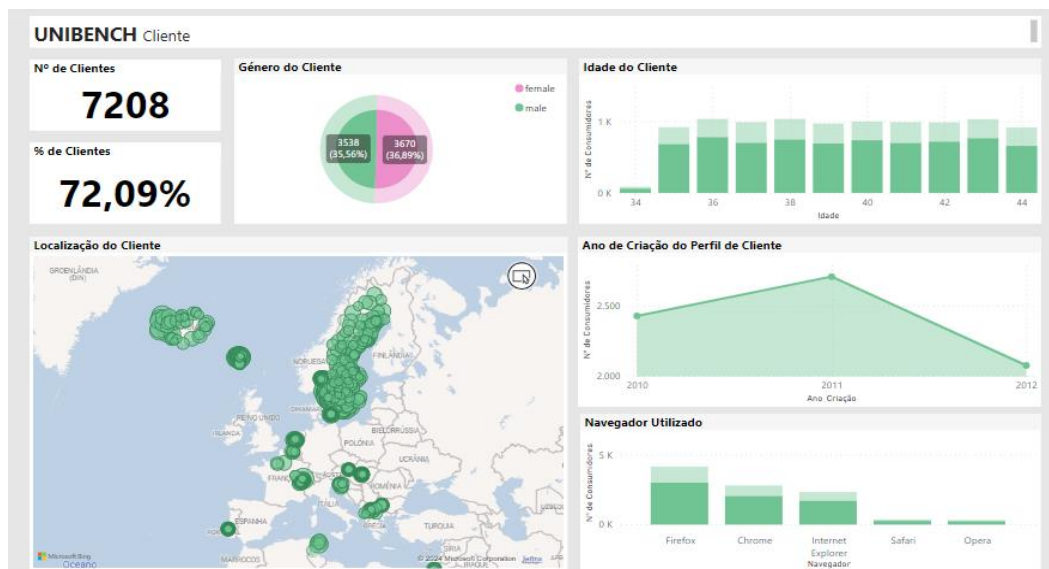 UNIBENCH Cliente
Nº de Clientes
7208
% de Clientes
72,09%
Género do Cliente
female
male
3538
(35,56%)
3670
(36,89%)
Idade do Cliente
Nº de Consumidores
1 K
0 K
34 36 38 40 42 44
Idade
Localização do Cliente
GROENLÂNDIA
(DIN)
NORUEGA
FINLÂNDIA
DINAMAR
REINO UNIDO
IRLANDA
BIELORRÚSSIA
POLÓNIA
UCRÂNIA
FRANÇ
ROMÉNIA
ITÁLIA
ESPANHA
GRÉCIA
TURQUIA
SÍRIA
IRAQUE
MARROCOS
Microsoft Bing
Oceano
© 2024 Microsoft Corporation
Ano de Criação do Perfil de Cliente
Nº de Consumidores
2.500
2.000
2010 2011 2012
Ano Criação
Navegador Utilizado
Nº de Consumidores
5 K
0 K
Firefox Chrome Internet Safari Opera
Explorer
Navegador